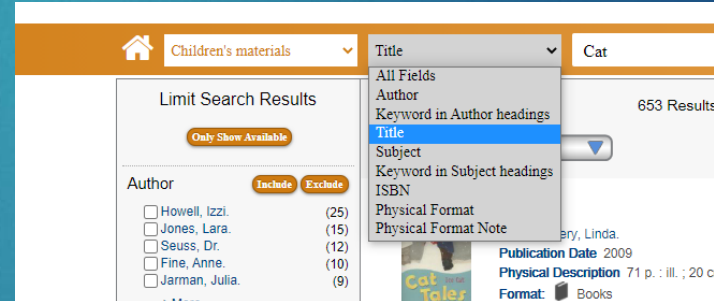 Children's materials
Title
Cat
All Fields
Author
Keyword in Author headings
Title
Subject
Keyword in Subject headings
ISBN
Physical Format
Physical Format Note
Limit Search Results
Only Show Available
Author
Include
Exclude
Howell, Izzi. (25)
Jones, Lara. (15)
Seuss, Dr. (12)
Fine, Anne. (10)
Jarman, Julia. (9)
653 Results
Linda.
Publication Date 2009
Physical Description 71 p. : ill. ; 20 c
Format: Books
Cat
Tales